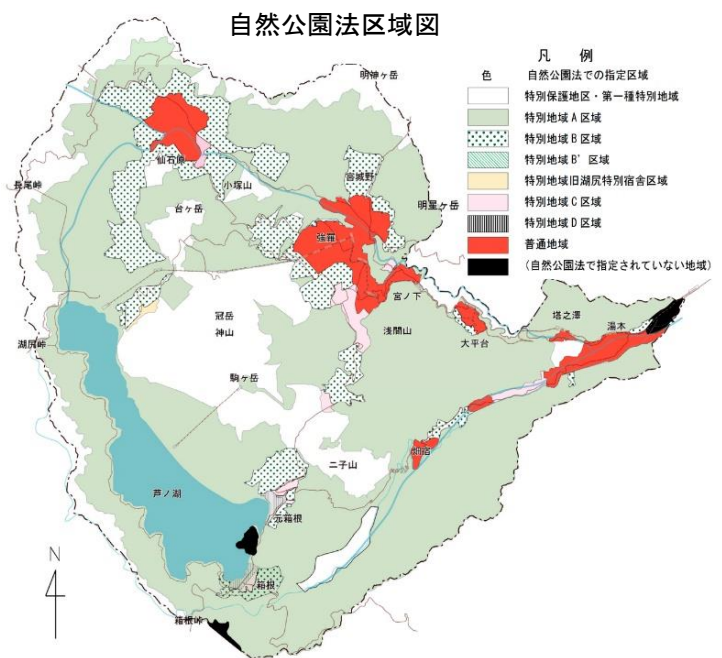 自然公園法区域図
凡 例
色 自然公園法での指定区域
特別保護地区・第一種特別地域
特別地域A区域
特別地域B区域
特別地域B'区域
特別地域旧湖尻特別宿舎区域
特別地域C区域
特別地域D区域
普通地域
(自然公園法で指定されていない地域)
明神ヶ岳
仙石原
宮城野
長尾峠
小塚山
台ヶ岳
明星ヶ岳
強羅
宮ノ下
冠岳
神山
浅間山
大平台
塔之澤
湯本
湖尻峠
駒ヶ岳
二子山
畑宿
芦ノ湖
元箱根
箱根
箱根峠
N